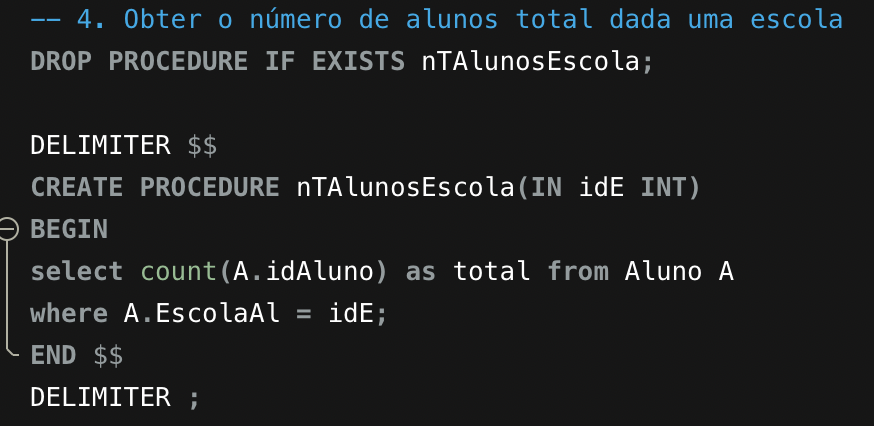 -- 4. Obter o número de alunos total dada uma escola
DROP PROCEDURE IF EXISTS nTAlunosEscola;
DELIMITER $$
CREATE PROCEDURE nTAlunosEscola(IN idE INT)
BEGIN
select count(A.idAluno) as total from Aluno A
where A.EscolaAl = idE;
END $$
DELIMITER ;